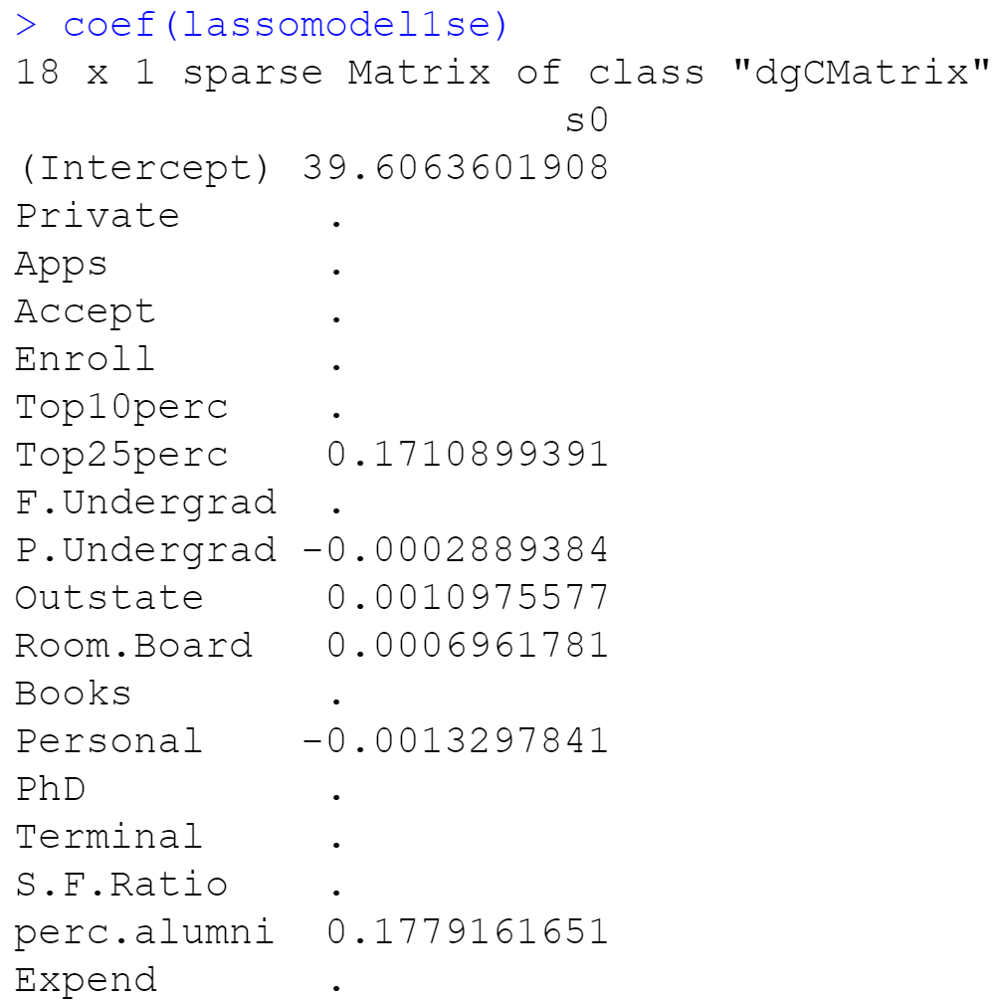 > coef(lassomodel1se)
18 x 1 sparse Matrix of class "dgCMatrix"
                       s0
(Intercept) 39.6063601908
Private      .
Apps         .
Accept       .
Enroll       .
Top10perc    .
Top25perc    0.1710899391
F.Undergrad  .
P.Undergrad -0.0002889384
Outstate     0.0010975577
Room.Board   0.0006961781
Books        .
Personal    -0.0013297841
PhD          .
Terminal     .
S.F.Ratio    .
perc.alumni  0.1779161651
Expend       .